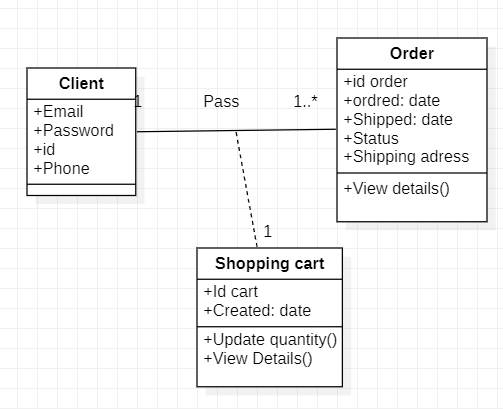 Client
+Email
+Password
+id
+Phone
1
Pass
1..*
Order
+id order
+ordred: date
+Shipped: date
+Status
+Shipping adress
+View details()
1
Shopping cart
+Id cart
+Created: date
+Update quantity()
+View Details()